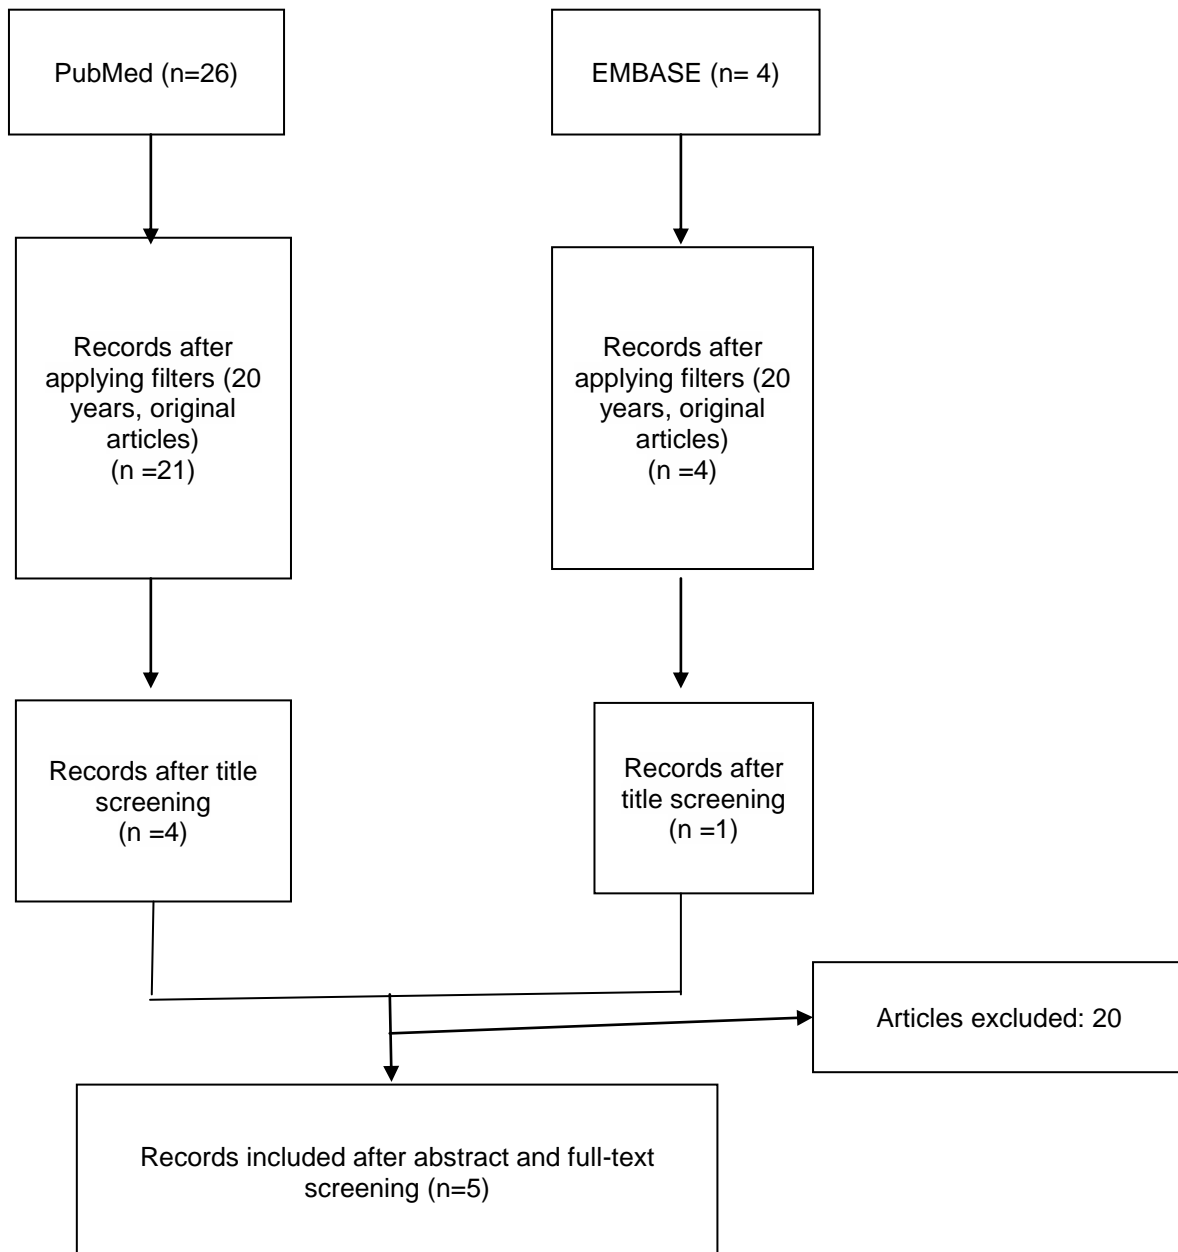 PubMed (n=26)
EMBASE (n= 4)
Records after
applying filters (20
years, original
articles)
(n =21)
Records after
applying filters (20
years, original
articles)
(n =4)
Records after title
screening
(n =4)
Records after
title screening
(n =1)
Articles excluded: 20
Records included after abstract and full-text
screening (n=5)